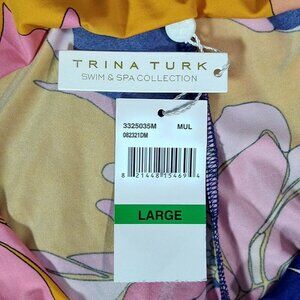 TRINA TURK
SWIM & SPA COLLECTION
3325035M MUL
082321DM
8 21448 15469 4
LARGE